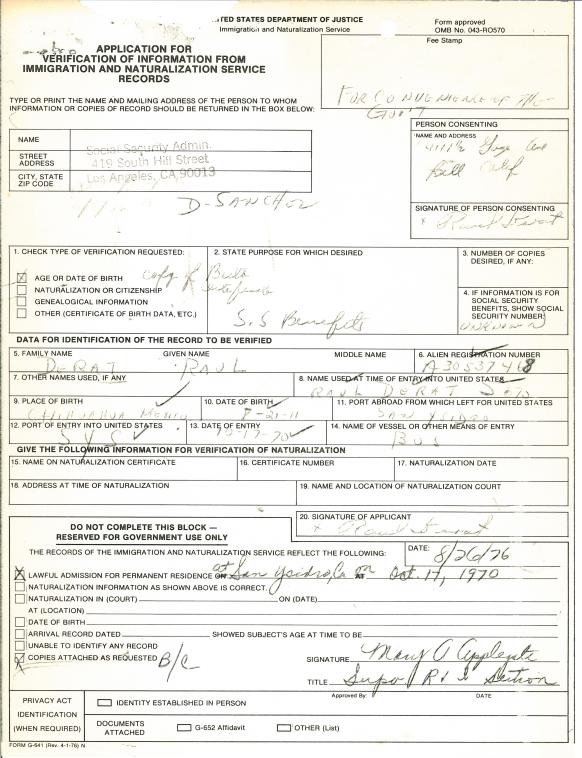 UNITED STATES DEPARTMENT OF JUSTICE
Immigration and Naturalization Service
Form approved
OMB No. 043-RO570
APPLICATION FOR
VERIFICATION OF INFORMATION FROM
IMMIGRATION AND NATURALIZATION SERVICE
RECORDS
Fee Stamp
FOR CONVENIENCE OF THE
GOV'T
TYPE OR PRINT THE NAME AND MAILING ADDRESS OF THE PERSON TO WHOM
INFORMATION OR COPIES OF RECORD SHOULD BE RETURNED IN THE BOX BELOW:
NAME
STREET
ADDRESS
CITY, STATE
ZIP CODE
Social Security Admin.
419 South Hill Street
Los Angeles, CA 90013
D-SANCHEZ
PERSON CONSENTING
NAME AND ADDRESS
4111½ Ave
Bell Calif
SIGNATURE OF PERSON CONSENTING
x
1. CHECK TYPE OF VERIFICATION REQUESTED:
AGE OR DATE OF BIRTH copy of Birth
NATURALIZATION OR CITIZENSHIP Certificate
GENEALOGICAL INFORMATION
OTHER (CERTIFICATE OF BIRTH DATA, ETC.)
2. STATE PURPOSE FOR WHICH DESIRED
S.S Benefits
3. NUMBER OF COPIES
DESIRED, IF ANY:
4. IF INFORMATION IS FOR
SOCIAL SECURITY
BENEFITS, SHOW SOCIAL
SECURITY NUMBER
UNKNOWN
DATA FOR IDENTIFICATION OF THE RECORD TO BE VERIFIED
5. FAMILY NAME GIVEN NAME MIDDLE NAME 6. ALIEN REGISTRATION NUMBER
DERAT RAUL A30537468
7. OTHER NAMES USED, IF ANY 8. NAME USED AT TIME OF ENTRY INTO UNITED STATES
RAUL DERAT
9. PLACE OF BIRTH 10. DATE OF BIRTH 11. PORT ABROAD FROM WHICH LEFT FOR UNITED STATES
CHIHUAHUA MEXICO 8-21-11 SAN YSIDRO
12. PORT OF ENTRY INTO UNITED STATES 13. DATE OF ENTRY 14. NAME OF VESSEL OR OTHER MEANS OF ENTRY
SYS 10-17-70 BUS
GIVE THE FOLLOWING INFORMATION FOR VERIFICATION OF NATURALIZATION
15. NAME ON NATURALIZATION CERTIFICATE 16. CERTIFICATE NUMBER 17. NATURALIZATION DATE
18. ADDRESS AT TIME OF NATURALIZATION 19. NAME AND LOCATION OF NATURALIZATION COURT
20. SIGNATURE OF APPLICANT
x
DO NOT COMPLETE THIS BLOCK —
RESERVED FOR GOVERNMENT USE ONLY
THE RECORDS OF THE IMMIGRATION AND NATURALIZATION SERVICE REFLECT THE FOLLOWING: DATE: 8/26/76
LAWFUL ADMISSION FOR PERMANENT RESIDENCE ON at San Ysidro, Ca AT on Oct. 17, 1970
NATURALIZATION INFORMATION AS SHOWN ABOVE IS CORRECT.
NATURALIZATION IN (COURT) ON (DATE)
AT (LOCATION)
DATE OF BIRTH
ARRIVAL RECORD DATED SHOWED SUBJECT'S AGE AT TIME TO BE
UNABLE TO IDENTIFY ANY RECORD
COPIES ATTACHED AS REQUESTED B/C
SIGNATURE Mary A Applegate
TITLE Supv R & I Section
PRIVACY ACT
IDENTIFICATION
(WHEN REQUIRED)
IDENTITY ESTABLISHED IN PERSON
Approved By: DATE
DOCUMENTS
ATTACHED
G-652 Affidavit
OTHER (List)
FORM G-641 (Rev. 4-1-76) N